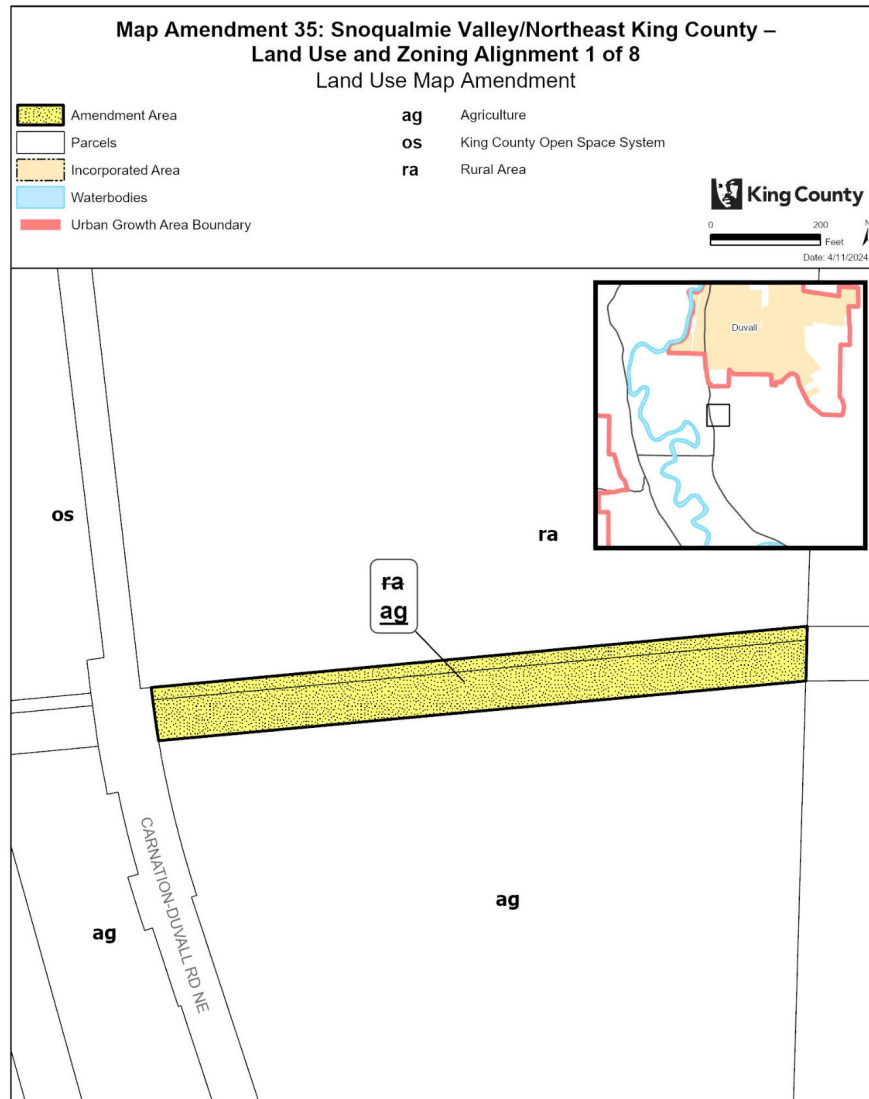 Map Amendment 35: Snoqualmie Valley/Northeast King County –
Land Use and Zoning Alignment 1 of 8
Land Use Map Amendment
Amendment Area
Parcels
Incorporated Area
Waterbodies
Urban Growth Area Boundary
ag Agriculture
os King County Open Space System
ra Rural Area
King County
0 200
Feet
N
Date: 4/11/2024
Duvall
os
ra
ra
ag
CARNATION-DUVALL RD NE
ag
ag